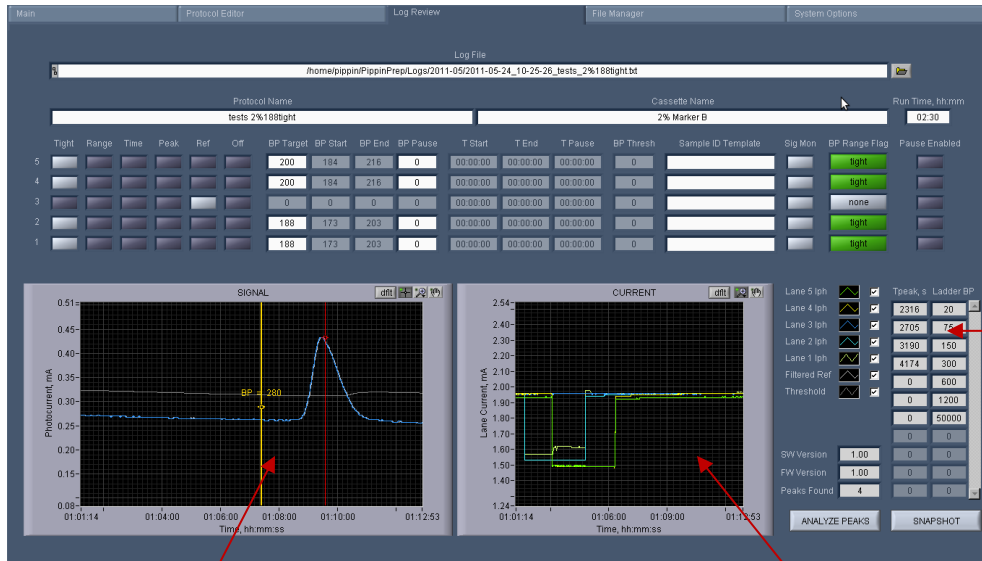 Main Protocol Editor Log Review File Manager System Options
Log File
/home/pippin/PippinPrep/Logs/2011-05/2011-05-24_10-25-26_tests_2%188tight.txt
Protocol Name Cassette Name Run Time, hh:mm
tests 2%188tight 2% Marker B 02:30
Tight Range Time Peak Ref Off BP Target BP Start BP End BP Pause T Start T End T Pause BP Thresh Sample ID Template Sig Mon BP Range Flag Pause Enabled
5 200 184 216 0 00:00:00 00:00:00 00:00:00 0 tight
4 200 184 216 0 00:00:00 00:00:00 00:00:00 0 tight
3 0 0 0 0 00:00:00 00:00:00 00:00:00 0 none
2 188 173 203 0 00:00:00 00:00:00 00:00:00 0 tight
1 188 173 203 0 00:00:00 00:00:00 00:00:00 0 tight
SIGNAL dflt
0.51
0.45
0.40
0.35
0.30
0.25
0.20
0.15
0.08
Photocurrent, mA
BP = 280
01:01:14 01:04:00 01:06:00 01:08:00 01:10:00 01:12:53
Time, hh:mm:ss
CURRENT dflt
2.54
2.40
2.30
2.20
2.10
2.00
1.90
1.80
1.70
1.60
1.50
1.40
1.24
Lane Current, mA
01:01:14 01:06:00 01:09:00 01:12:53
Time, hh:mm:ss
Lane 5 Iph
Lane 4 Iph
Lane 3 Iph
Lane 2 Iph
Lane 1 Iph
Filtered Ref
Threshold
SW Version 1.00
FW Version 1.00
Peaks Found 4
Tpeak, s Ladder BP
2316 20
2705 75
3190 150
4174 300
0 600
0 1200
0 50000
0 0
0 0
0 0
0 0
ANALYZE PEAKS SNAPSHOT